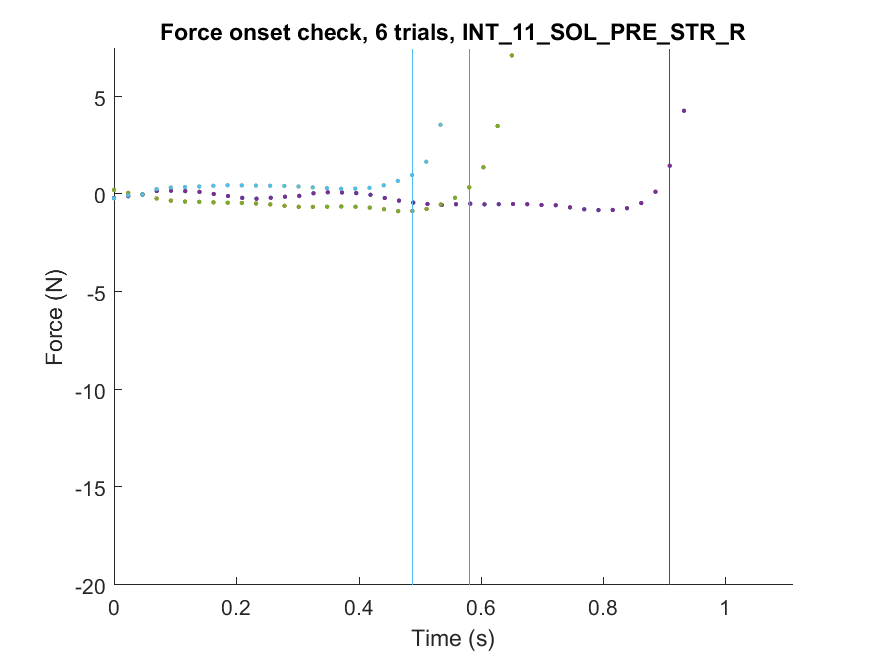 Force onset check, 6 trials, INT_11_SOL_PRE_STR_R
5
0
-5
-10
-15
-20
Force (N)
0 0.2 0.4 0.6 0.8 1
Time (s)